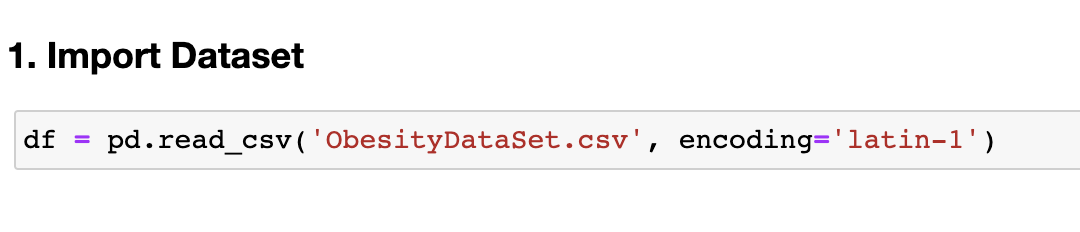 1. Import Dataset
df = pd.read_csv('ObesityDataSet.csv', encoding='latin-1')